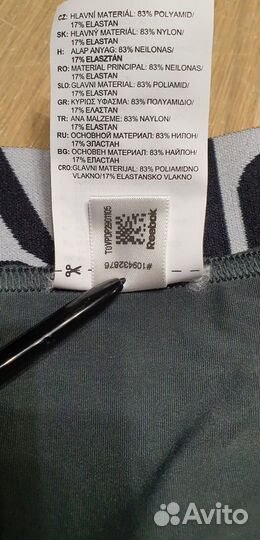 CZ: HLAVNÍ MATERIÁL: 83% POLYAMID/
17% ELASTAN
SK: HLAVNÝ MATERIÁL: 83% NYLON/
17% ELASTAN
H: ALAP ANYAG: 83% NEILONAS/
17% ELASZTÁN
RO: MATERIAL PRINCIPAL: 83% NEILONAS/
17% ELASTAN
SLO: GLAVNI MATERIAL: 83% POLIAMID/
17% ELASTAN
GR: ΚΥΡΙΟΣ ΥΦΑΣΜΑ: 83% ΠΟΛΥΑΜΙΔΙΟ/
TR: ANA MALZEME: 83% NAYLON/
17% ELASTAN
RU: ОСНОВНОЙ МАТЕРИАЛ: 83% НИЛОН/
17% ЭЛАСТАН
BG: ОСНОВЕН МАТЕРИАЛ: 83% НАЙЛОН/
17% ЕЛАСТАН
CRO: GLAVNI MATERIJAL: 83% POLIAMIDNO
VLAKNO/17% ELASTANSKO VLAKNO
Reebok
#109432876
Avito